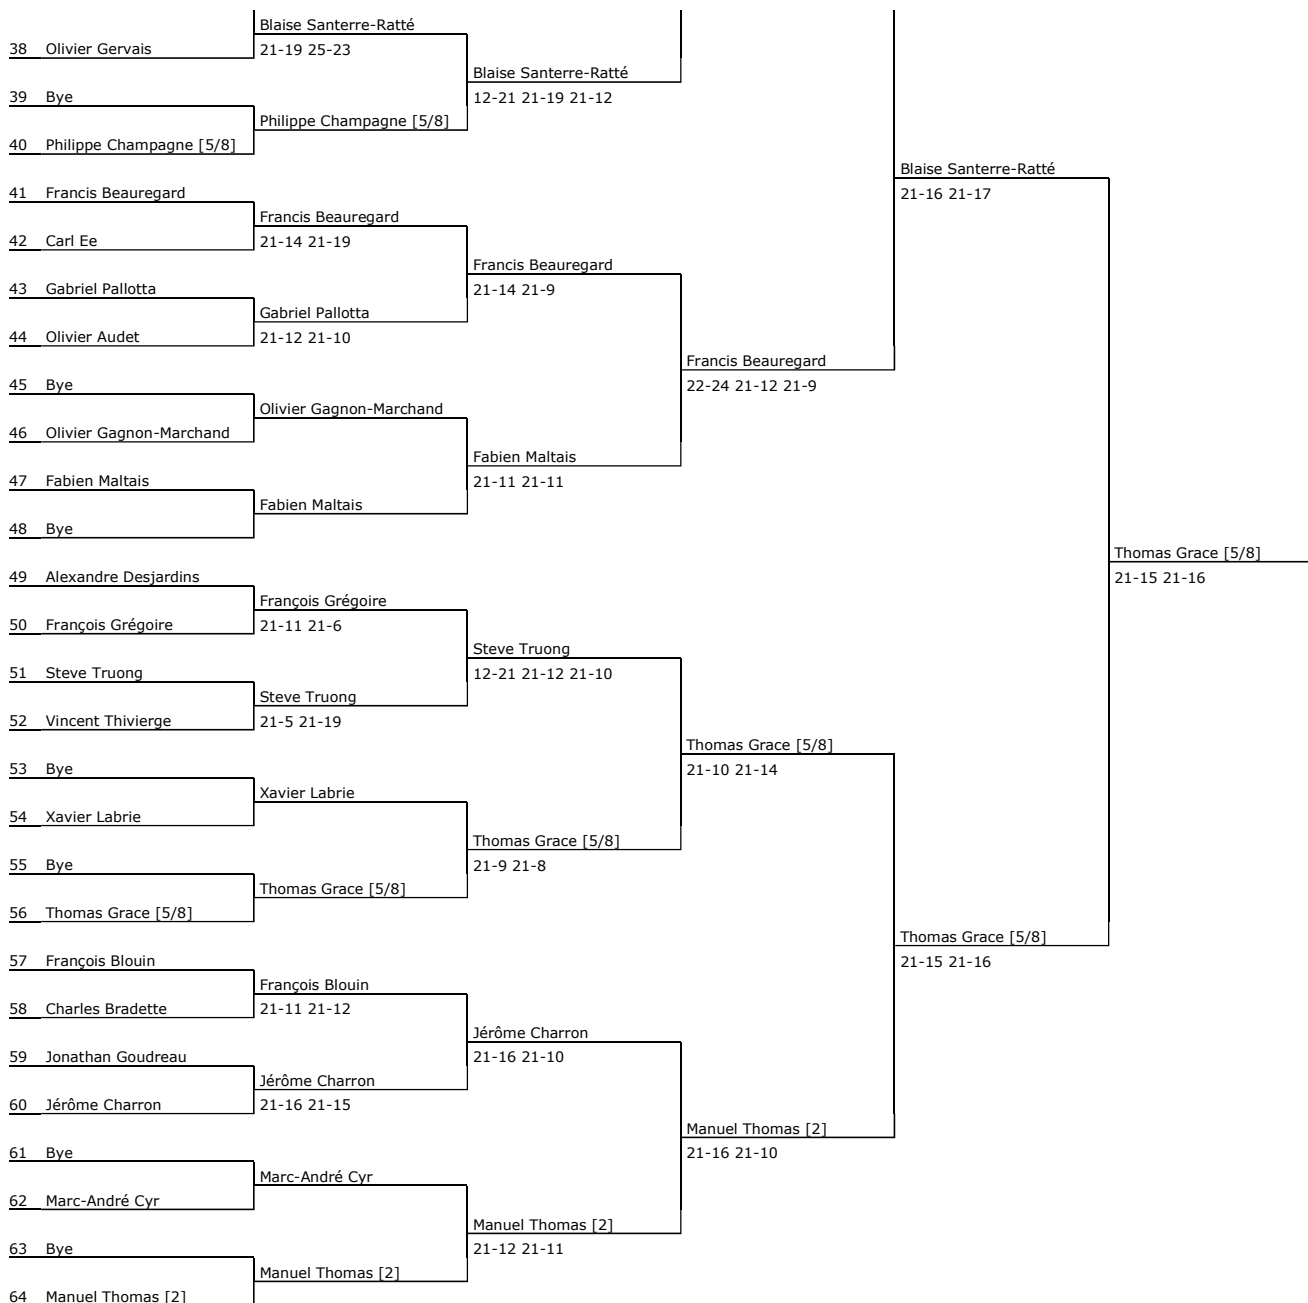 Blaise Santerre-Ratté
38 Olivier Gervais
21-19 25-23
Blaise Santerre-Ratté
39 Bye
12-21 21-19 21-12
Philippe Champagne [5/8]
40 Philippe Champagne [5/8]
Blaise Santerre-Ratté
41 Francis Beauregard
21-16 21-17
Francis Beauregard
42 Carl Ee
21-14 21-19
Francis Beauregard
43 Gabriel Pallotta
21-14 21-9
Gabriel Pallotta
44 Olivier Audet
21-12 21-10
Francis Beauregard
45 Bye
22-24 21-12 21-9
Olivier Gagnon-Marchand
46 Olivier Gagnon-Marchand
Fabien Maltais
47 Fabien Maltais
21-11 21-11
Fabien Maltais
48 Bye
Thomas Grace [5/8]
49 Alexandre Desjardins
21-15 21-16
François Grégoire
50 François Grégoire
21-11 21-6
Steve Truong
51 Steve Truong
12-21 21-12 21-10
Steve Truong
52 Vincent Thivierge
21-5 21-19
Thomas Grace [5/8]
53 Bye
21-10 21-14
Xavier Labrie
54 Xavier Labrie
Thomas Grace [5/8]
55 Bye
21-9 21-8
Thomas Grace [5/8]
56 Thomas Grace [5/8]
Thomas Grace [5/8]
57 François Blouin
21-15 21-16
François Blouin
58 Charles Bradette
21-11 21-12
Jérôme Charron
59 Jonathan Goudreau
21-16 21-10
Jérôme Charron
60 Jérôme Charron
21-16 21-15
Manuel Thomas [2]
61 Bye
21-16 21-10
Marc-André Cyr
62 Marc-André Cyr
Manuel Thomas [2]
63 Bye
21-12 21-11
Manuel Thomas [2]
64 Manuel Thomas [2]